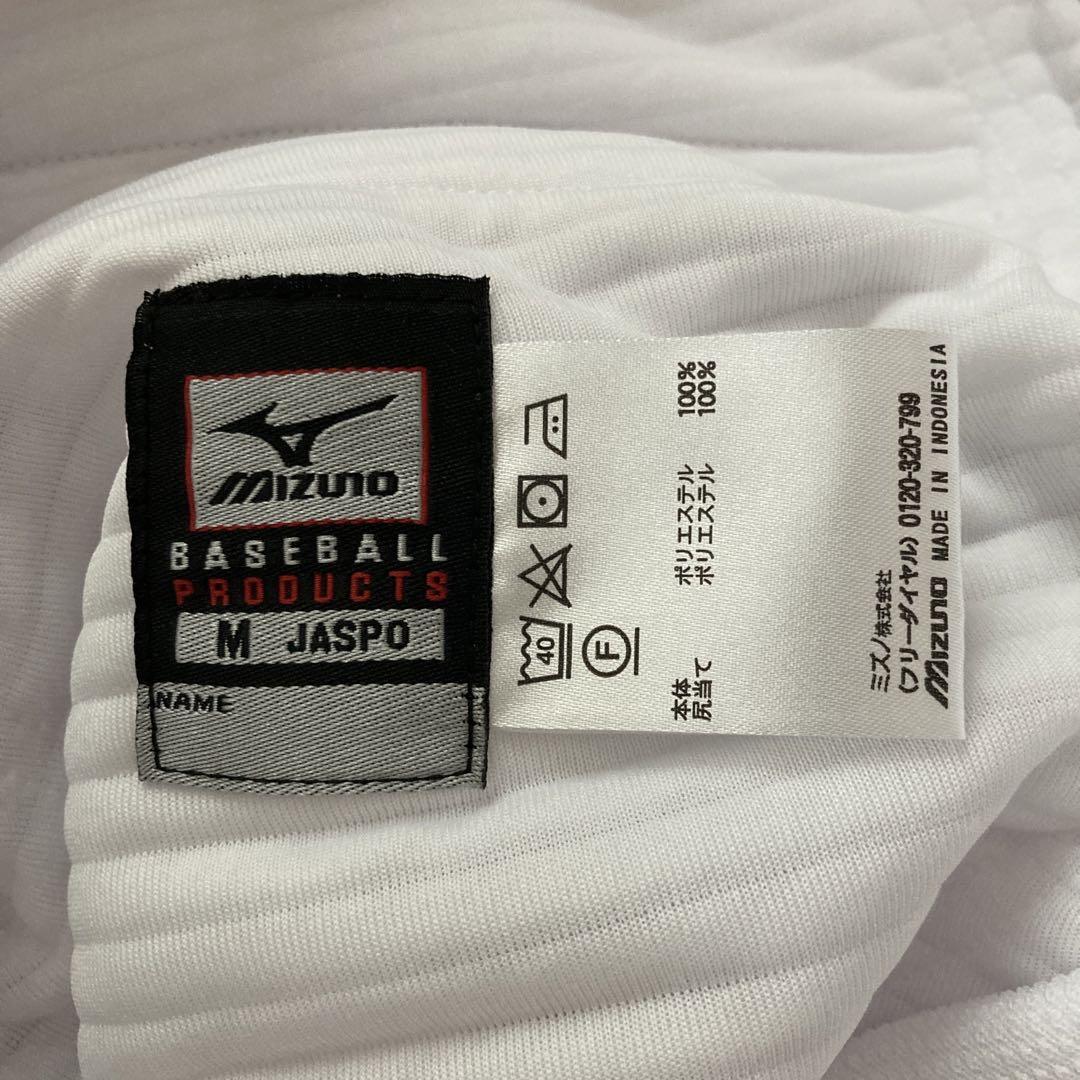 MIZUNO
BASEBALL
PRODUCTS
M JASPO
NAME
40
F
本体 ポリエステル 100%
尻当て ポリエステル 100%
ミズノ株式会社
(フリーダイヤル) 0120-320-799
MIZUNO MADE IN INDONESIA